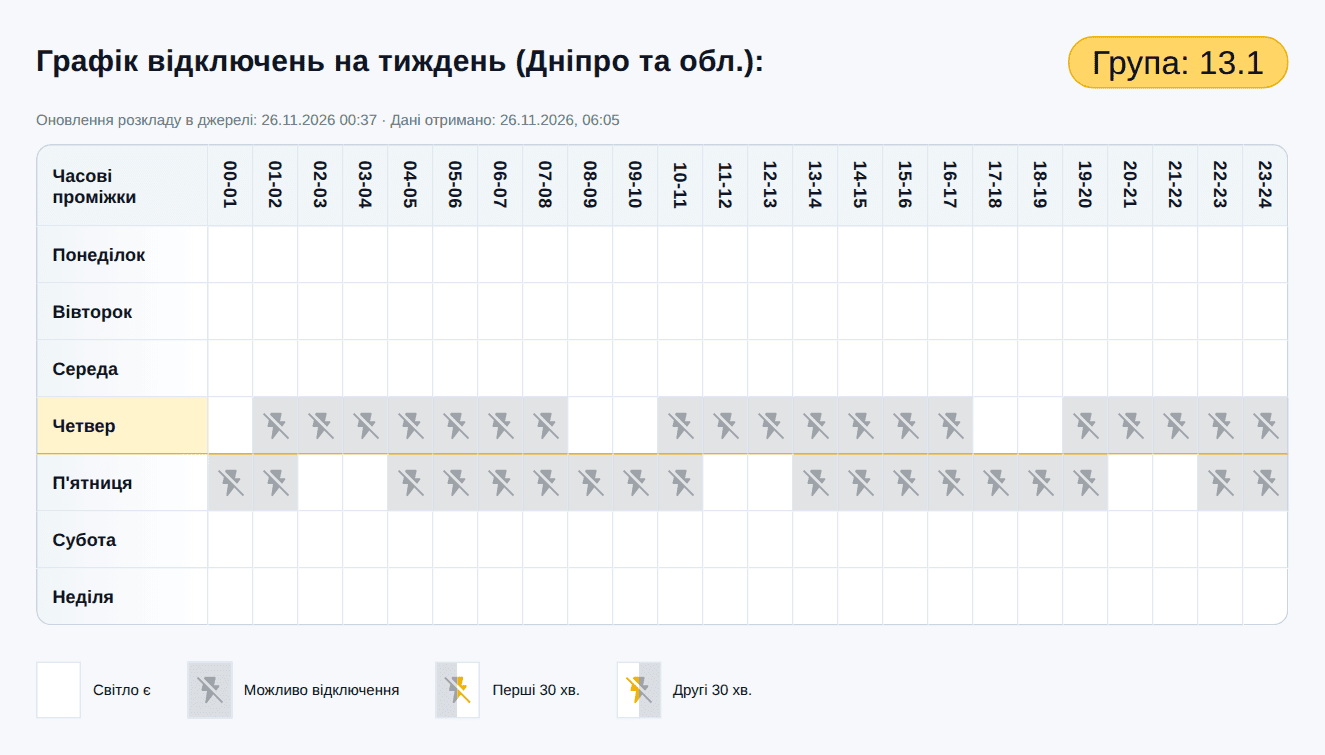 Графік відключень на тиждень (Дніпро та обл.):
Група: 13.1
Оновлення розкладу в джерелі: 26.11.2026 00:37 · Дані отримано: 26.11.2026, 06:05
Часові
проміжки
00-01
01-02
02-03
03-04
04-05
05-06
06-07
07-08
08-09
09-10
10-11
11-12
12-13
13-14
14-15
15-16
16-17
17-18
18-19
19-20
20-21
21-22
22-23
23-24
Понеділок
Вівторок
Середа
Четвер
П'ятниця
Субота
Неділя
Світло є
Можливо відключення
Перші 30 хв.
Другі 30 хв.